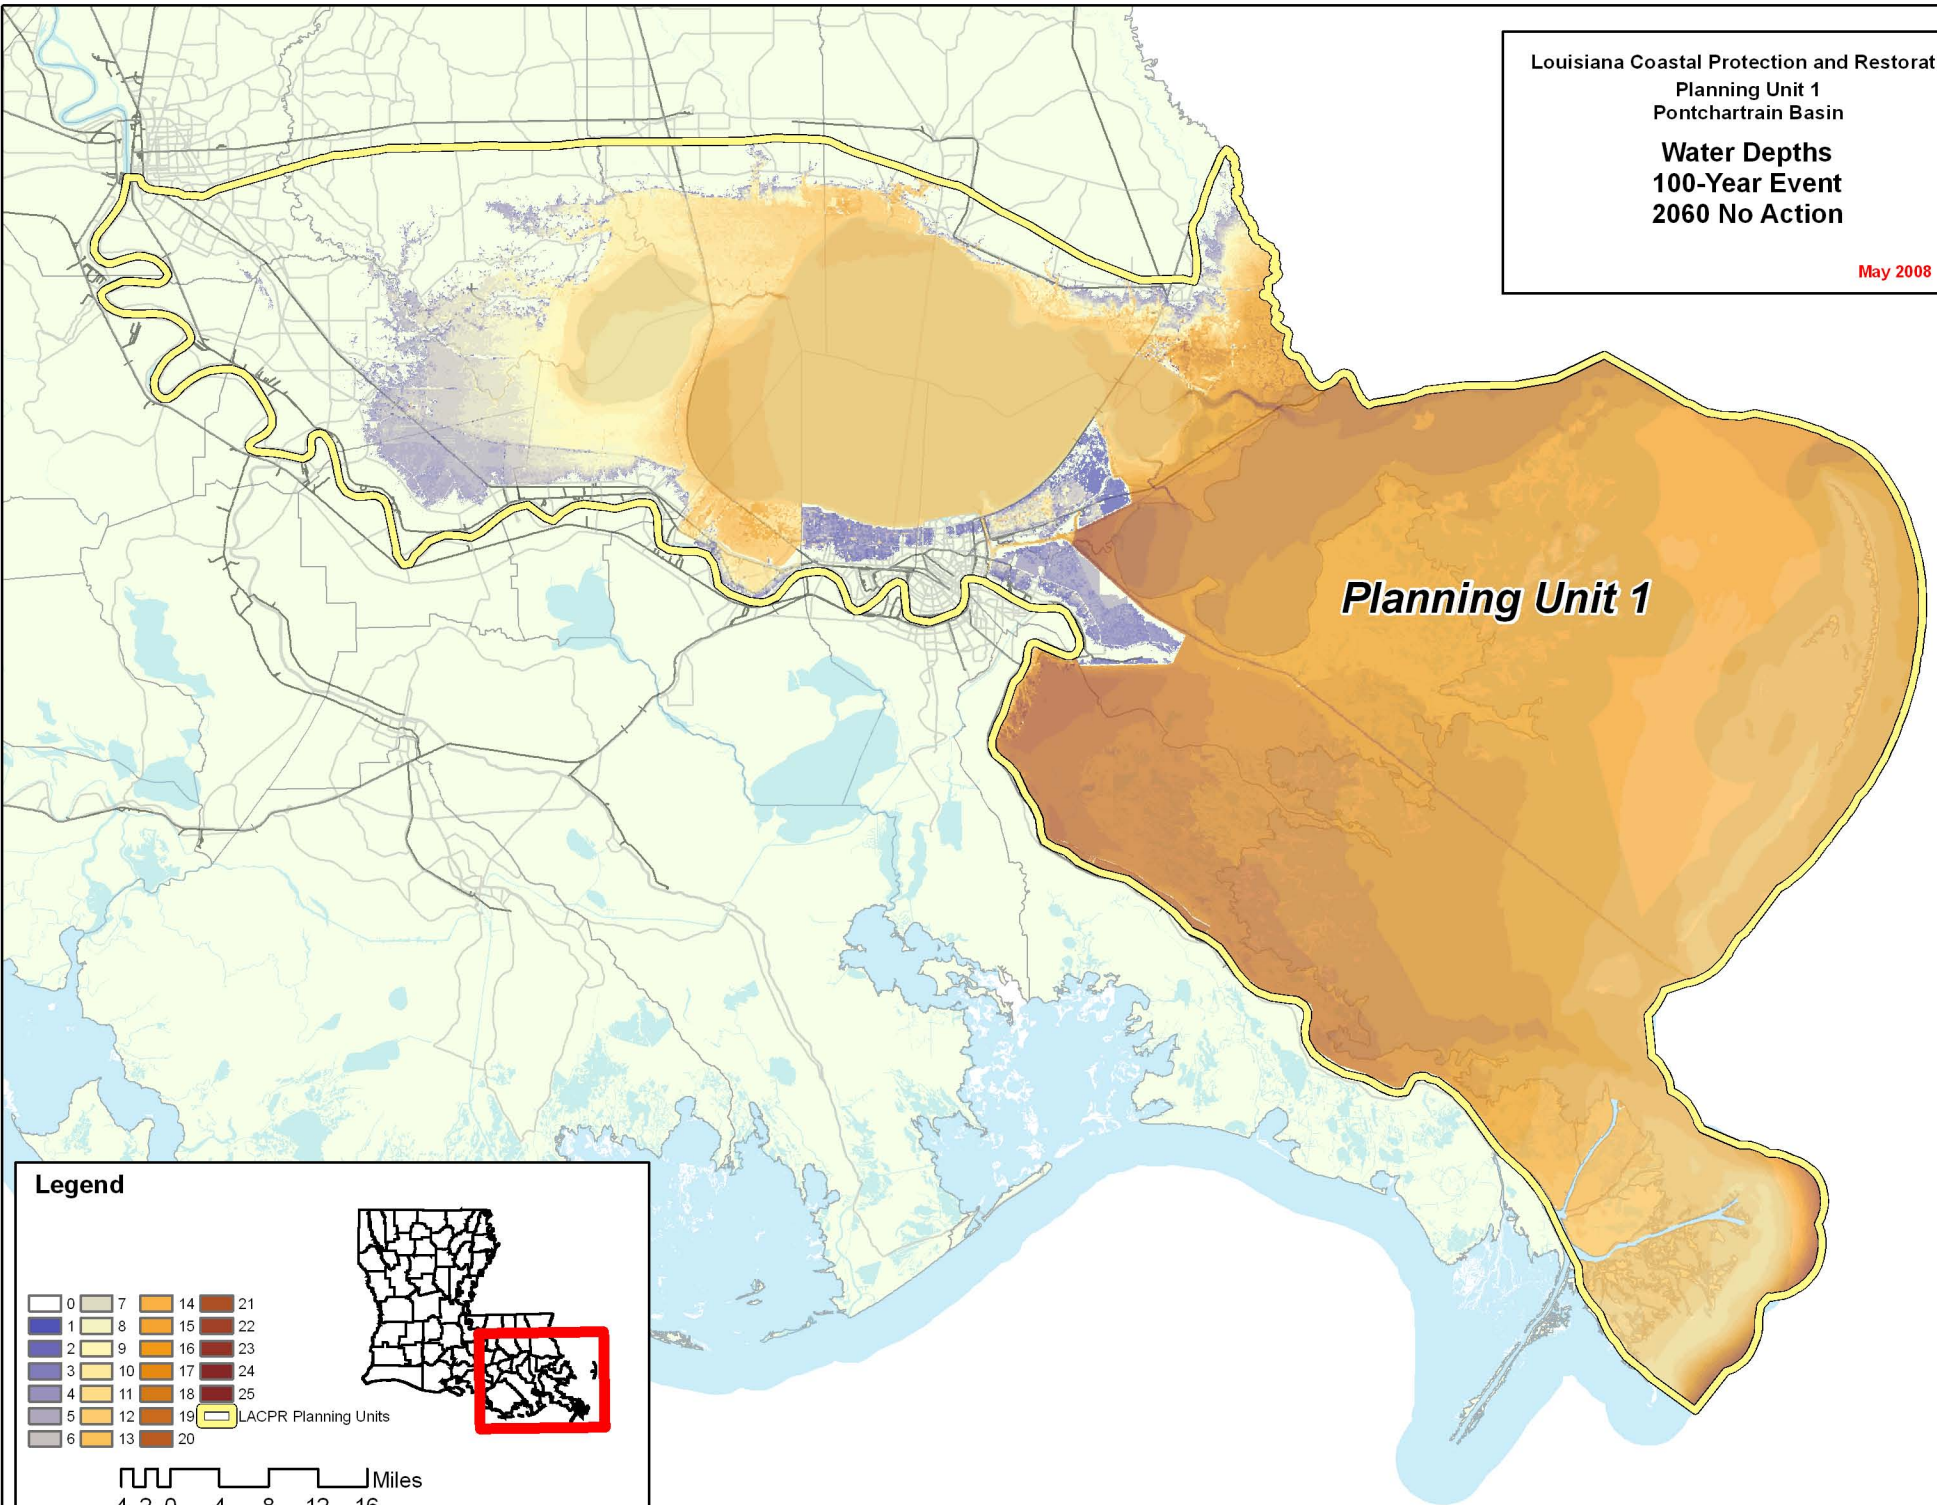 Louisiana Coastal Protection and Restorat
Planning Unit 1
Pontchartrain Basin
Water Depths
100-Year Event
2060 No Action
May 2008
Planning Unit 1
Legend
0 7 14 21
1 8 15 22
2 9 16 23
3 10 17 24
4 11 18 25
5 12 19 LACPR Planning Units
6 13 20
Miles
4 2 0 4 8 12 16